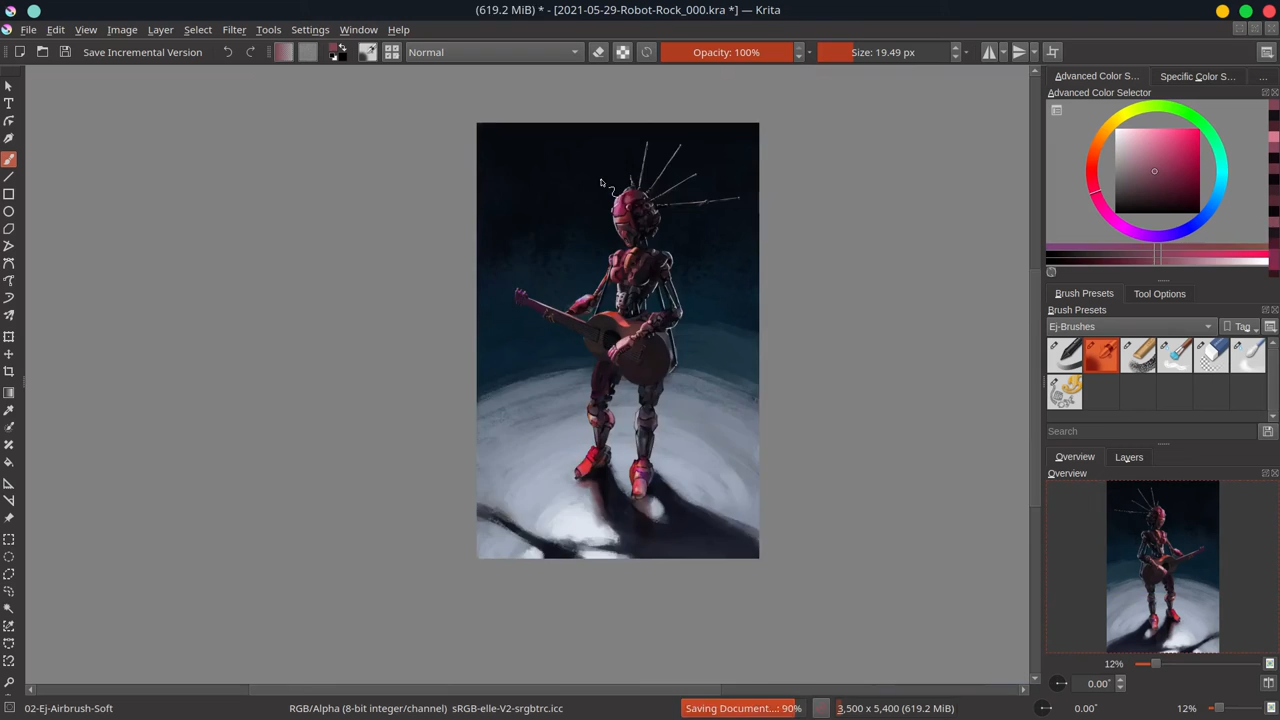 (619.2 MiB) * - [2021-05-29-Robot-Rock_000.kra *] — Krita
File Edit View Image Layer Select Filter Tools Settings Window Help
Save Incremental Version Normal Opacity: 100% Size: 19.49 px
Advanced Color S... Specific Color S... ...
Advanced Color Selector
Brush Presets Tool Options
Brush Presets
Ej-Brushes Tag
Search
Overview Layers
Overview
12%
0.00°
02-Ej-Airbrush-Soft RGB/Alpha (8-bit integer/channel) sRGB-elle-V2-srgbtrc.icc Saving Document...: 90% 3,500 x 5,400 (619.2 MiB) 0.00° 12%